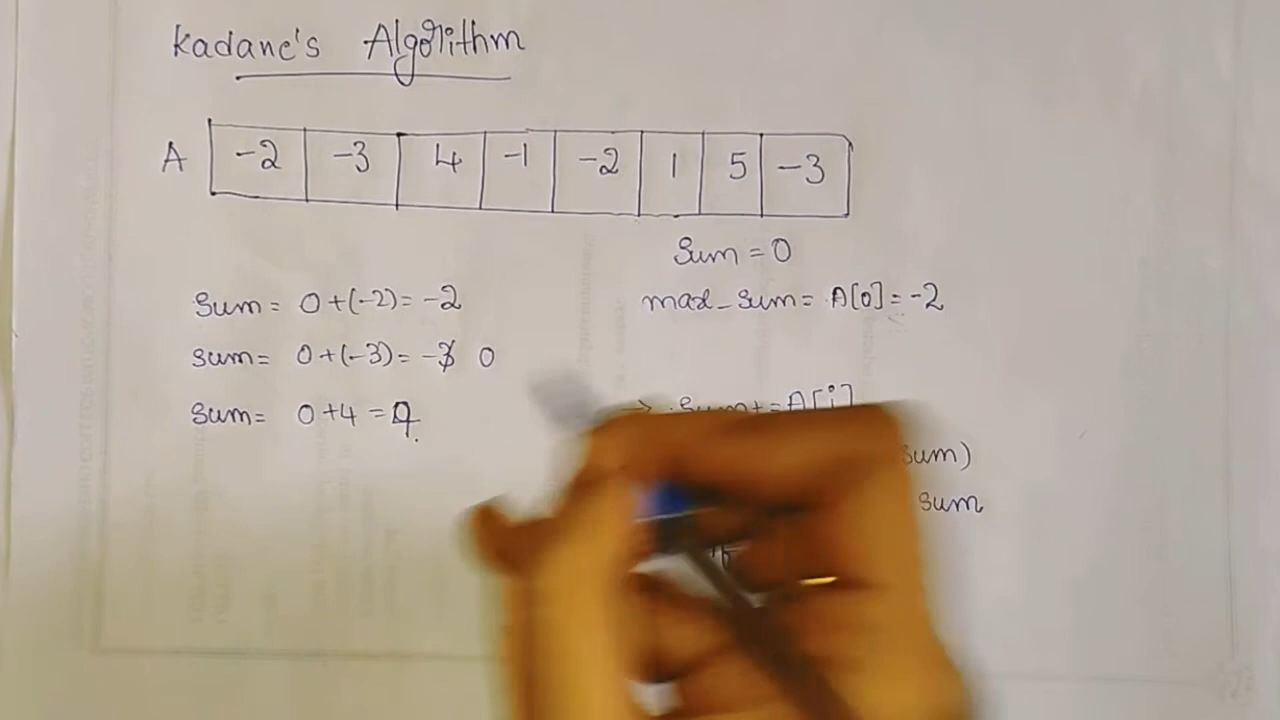 Kadane's Algorithm
A -2 -3 4 -1 -2 1 5 -3
Sum = 0
Sum = 0+(-2)= -2
max_sum= A[0]= -2
sum= 0+(-3)= -3 0
sum= 0+4 = 4
→ sum+=A[i]
sum)
sum